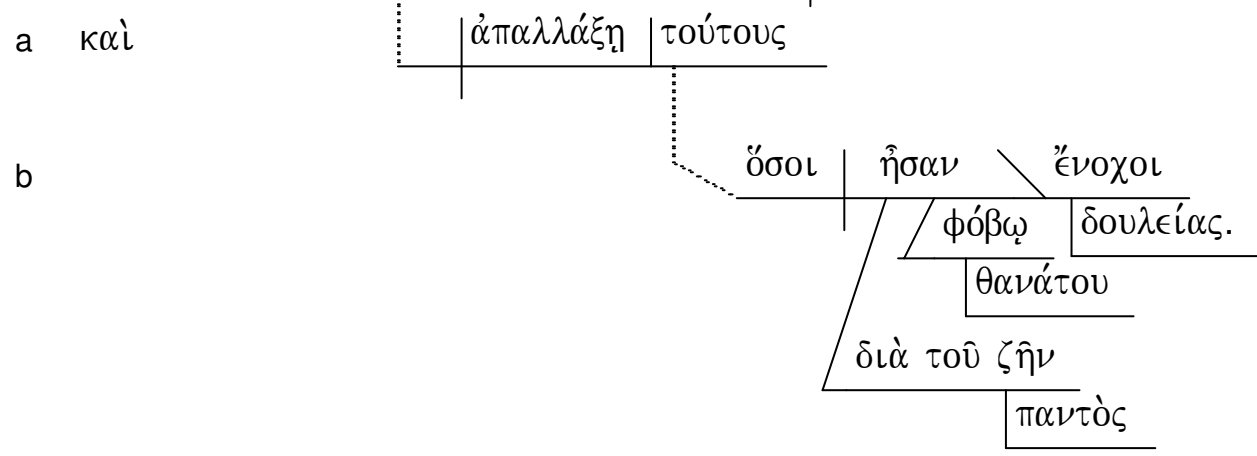 a καὶ ἀπαλλάξῃ τούτους
b ὅσοι ἦσαν ἔνοχοι
φόβῳ δουλείας.
θανάτου
διὰ τοῦ ζῆν
παντὸς